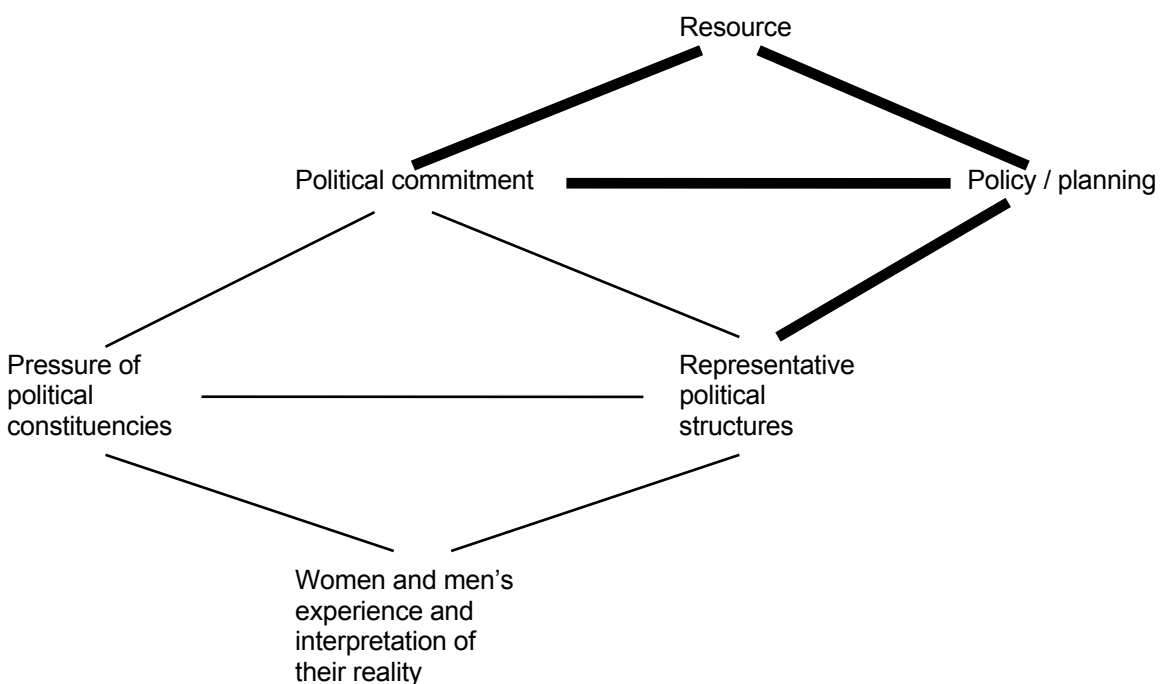 Resource
Political commitment
Policy / planning
Pressure of
political
constituencies
Representative
political
structures
Women and men’s
experience and
interpretation of
their reality